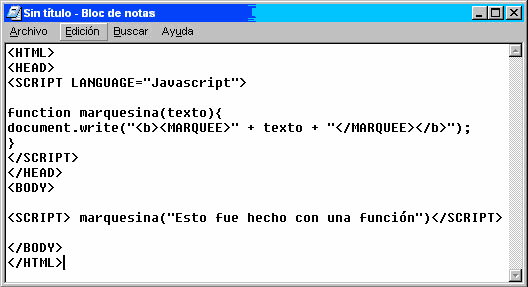 Sin título - Bloc de notas
Archivo Edición Buscar Ayuda
<HTML>
<HEAD>
<SCRIPT LANGUAGE="Javascript">
function marquesina(texto){
document.write("<b><MARQUEE>" + texto + "</MARQUEE></b>");
}
</SCRIPT>
</HEAD>
<BODY>
<SCRIPT> marquesina("Esto fue hecho con una función")</SCRIPT>
</BODY>
</HTML>